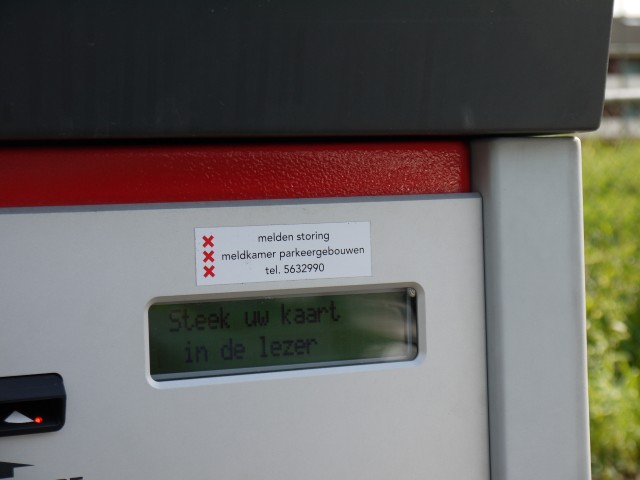 melden storing
meldkamer parkeergebouwen
tel. 5632990
Steek uw kaart
in de lezer